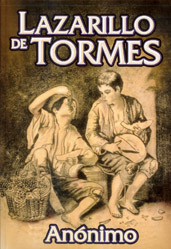 LAZARILLO
DE TORMES
Anónimo